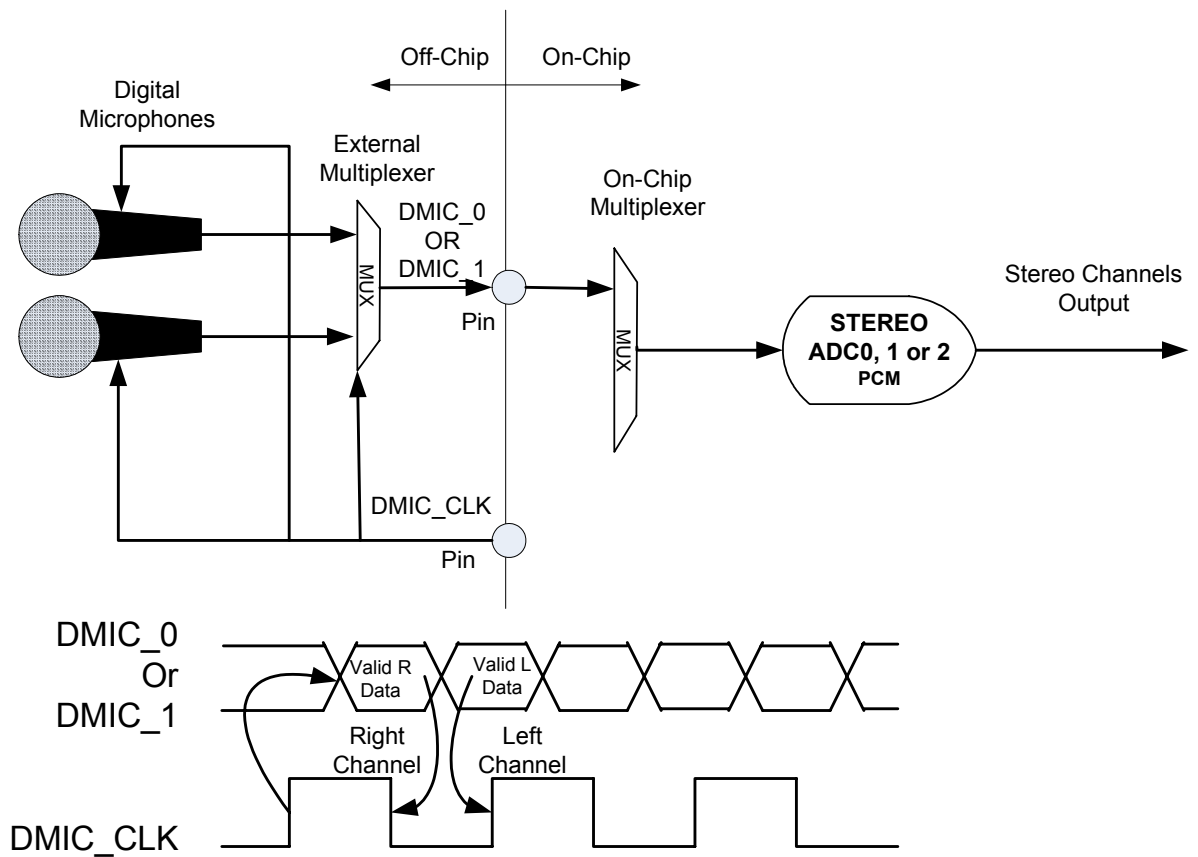 Off-Chip
On-Chip
Digital
Microphones
External
Multiplexer
On-Chip
Multiplexer
DMIC_0
OR
DMIC_1
MUX
Pin
MUX
STEREO
ADC0, 1 or 2
PCM
Stereo Channels
Output
DMIC_CLK
Pin
DMIC_0
Or
DMIC_1
Valid R
Data
Valid L
Data
Right
Channel
Left
Channel
DMIC_CLK